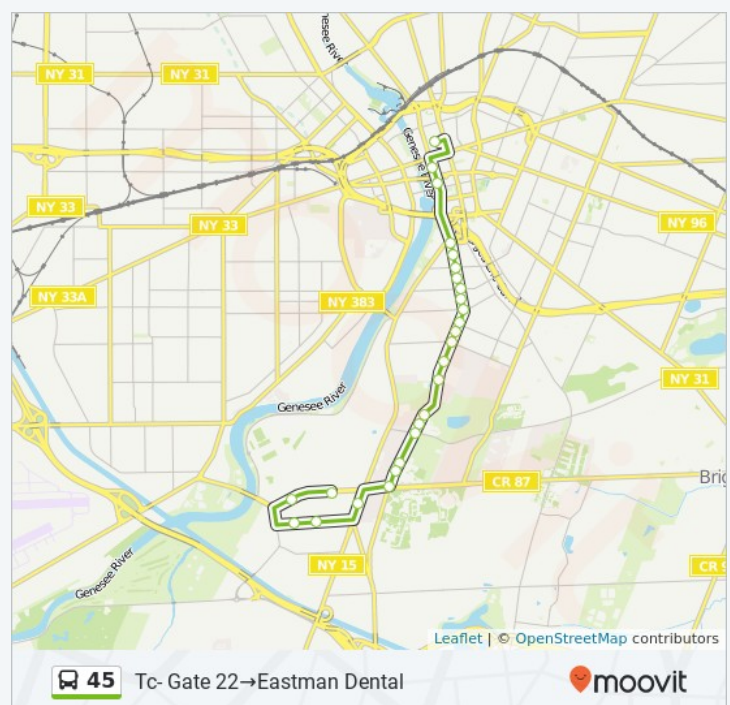 Genesee River
NY 31
NY 31
Genesee River
NY 33
NY 33
NY 96
NY 33A
NY 383
NY 31
Genesee River
CR 87
Brig
NY 15
CR 9
Genesee River
Leaflet | © OpenStreetMap contributors
45 Tc- Gate 22→Eastman Dental
moovit